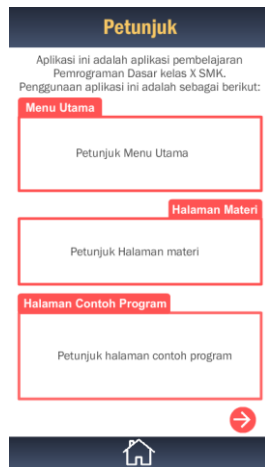 Petunjuk
Aplikasi ini adalah aplikasi pembelajaran
Pemrograman Dasar kelas X SMK.
Penggunaan aplikasi ini adalah sebagai berikut:
Menu Utama
Petunjuk Menu Utama
Halaman Materi
Petunjuk Halaman materi
Halaman Contoh Program
Petunjuk halaman contoh program